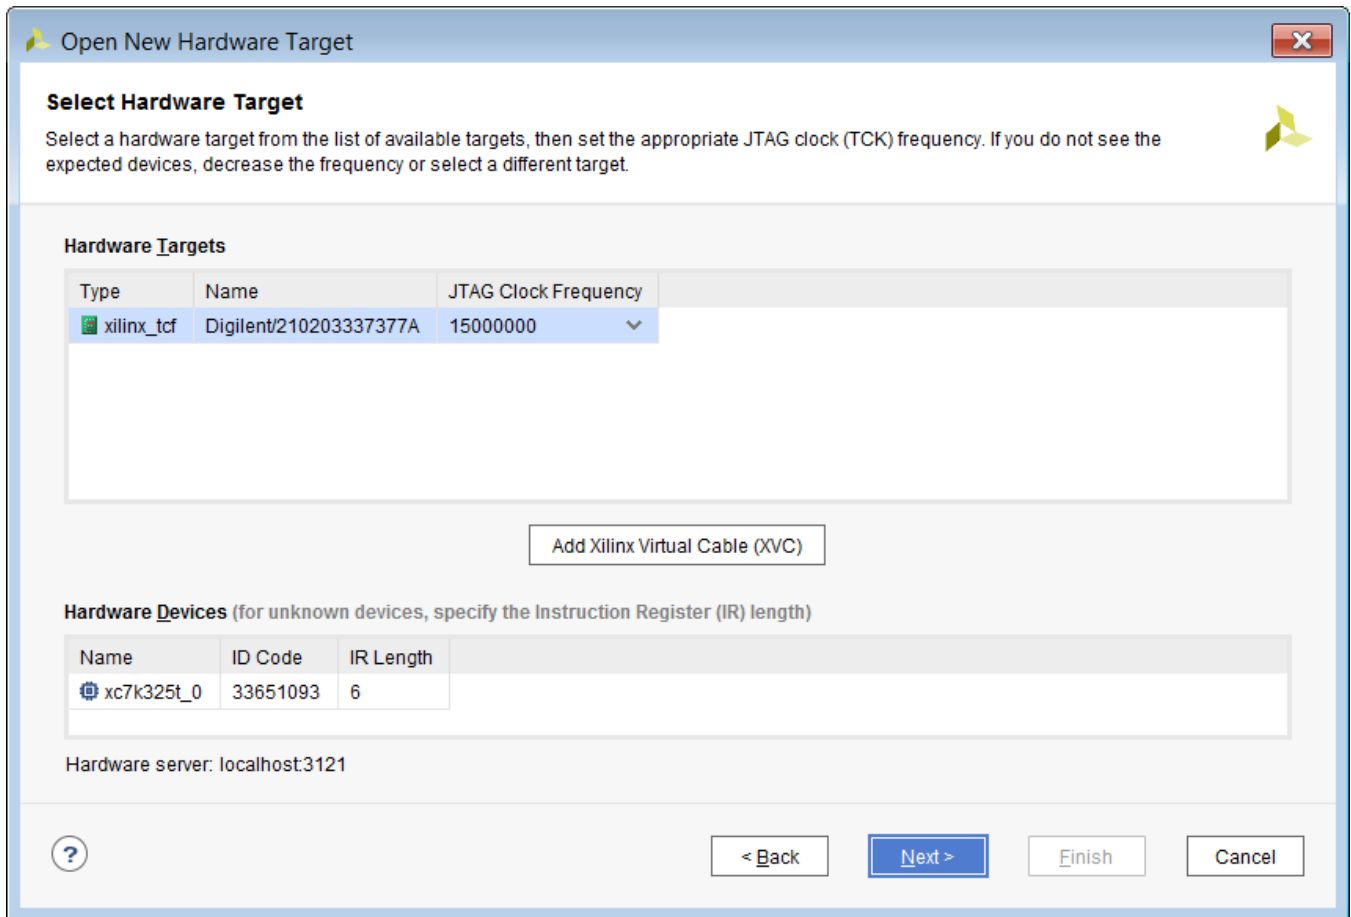 Open New Hardware Target
Select Hardware Target
Select a hardware target from the list of available targets, then set the appropriate JTAG clock (TCK) frequency. If you do not see the
expected devices, decrease the frequency or select a different target.
Hardware Targets
Type Name JTAG Clock Frequency
xilinx_tcf Digilent/210203337377A 15000000
Add Xilinx Virtual Cable (XVC)
Hardware Devices (for unknown devices, specify the Instruction Register (IR) length)
Name ID Code IR Length
xc7k325t_0 33651093 6
Hardware server: localhost:3121
? < Back Next > Finish Cancel